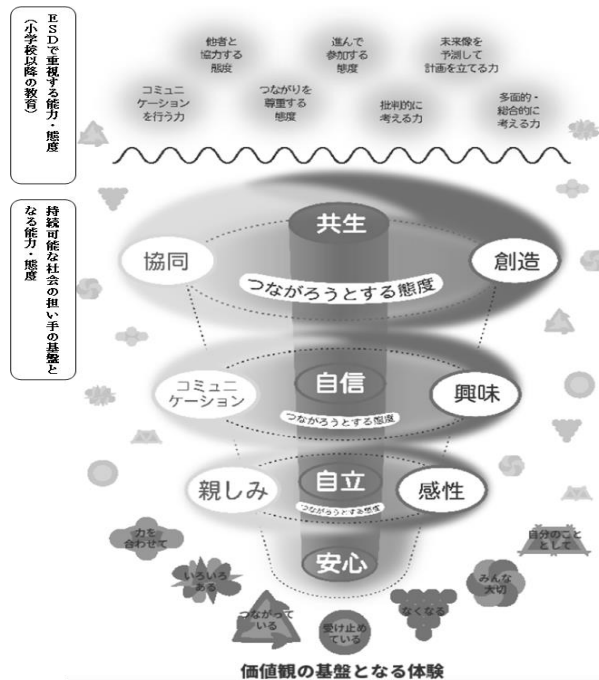 ESDで重視する能力・態度
(小学校以降の教育)
他者と
協力する
態度
進んで
参加する
態度
未来像を
予測して
計画を立てる力
コミュニ
ケーション
を行う力
つながりを
尊重する
態度
批判的に
考える力
多面的・
総合的に
考える力
持続可能な社会の担い手の基盤と
なる能力・態度
共生
協同
創造
つながろうとする態度
自信
コミュニ
ケーション
興味
つながろうとする態度
自立
親しみ
感性
つながろうとする態度
安心
力を
合わせて
いろいろ
ある
つながって
いる
受け止め
ている
なくなる
みんな
大切
自分のこと
として
価値観の基盤となる体験